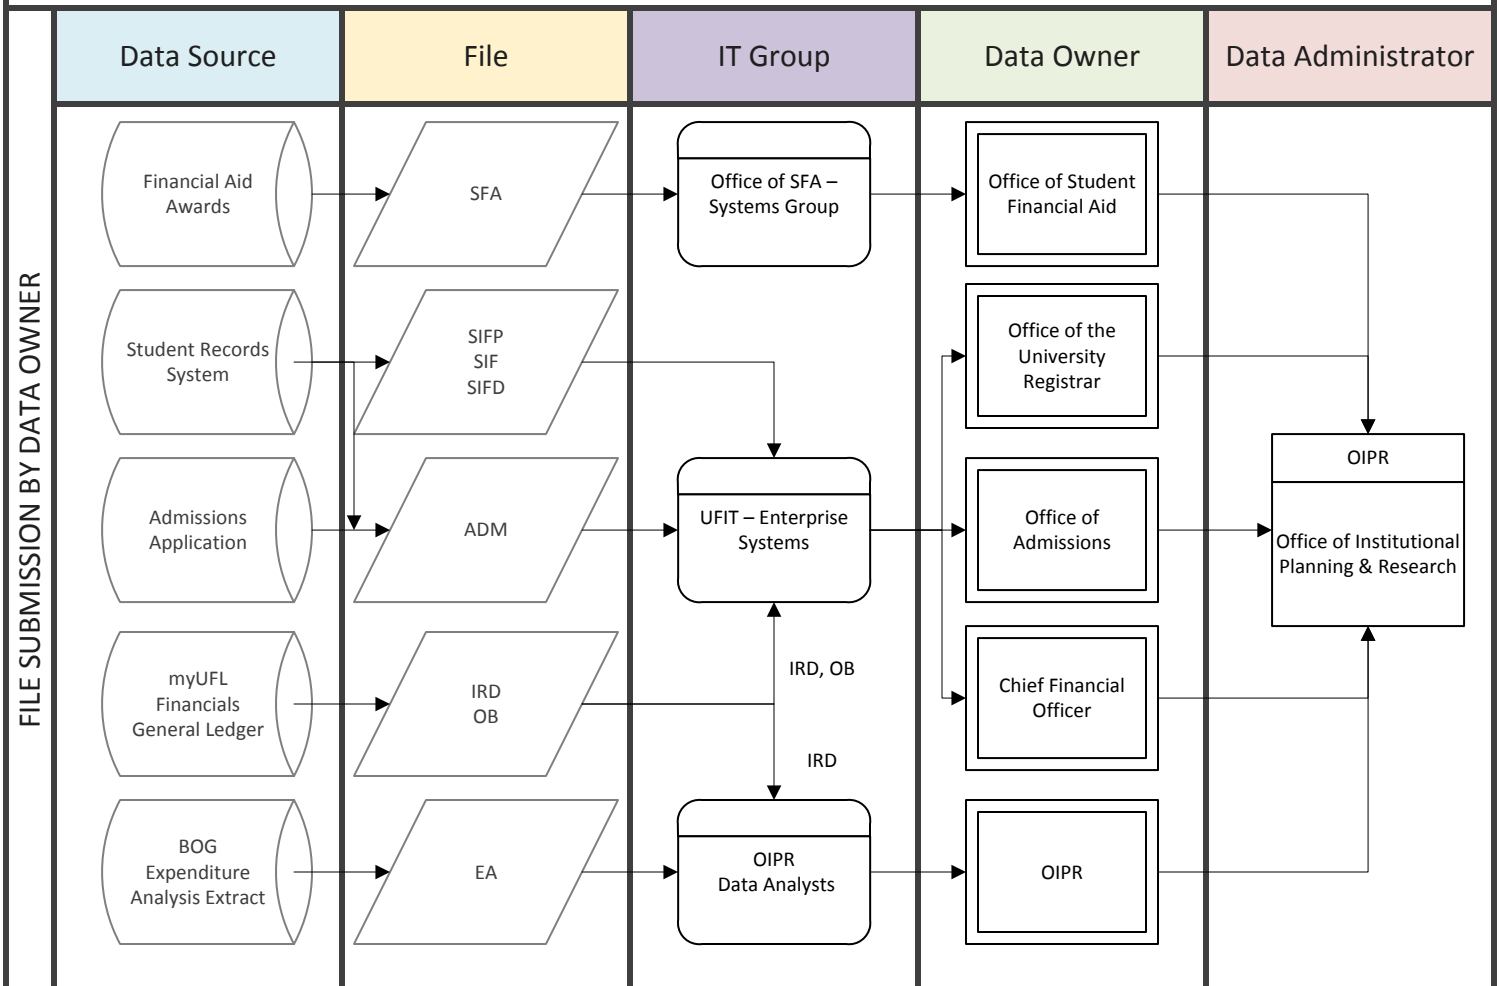 Data Source
File
IT Group
Data Owner
Data Administrator
FILE SUBMISSION BY DATA OWNER
Financial Aid
Awards
SFA
Office of SFA –
Systems Group
Office of Student
Financial Aid
Student Records
System
SIFP
SIF
SIFD
Office of the
University
Registrar
Admissions
Application
ADM
UFIT – Enterprise
Systems
Office of
Admissions
OIPR
Office of Institutional
Planning & Research
myUFL
Financials
General Ledger
IRD
OB
IRD, OB
IRD
Chief Financial
Officer
BOG
Expenditure
Analysis Extract
EA
OIPR
Data Analysts
OIPR